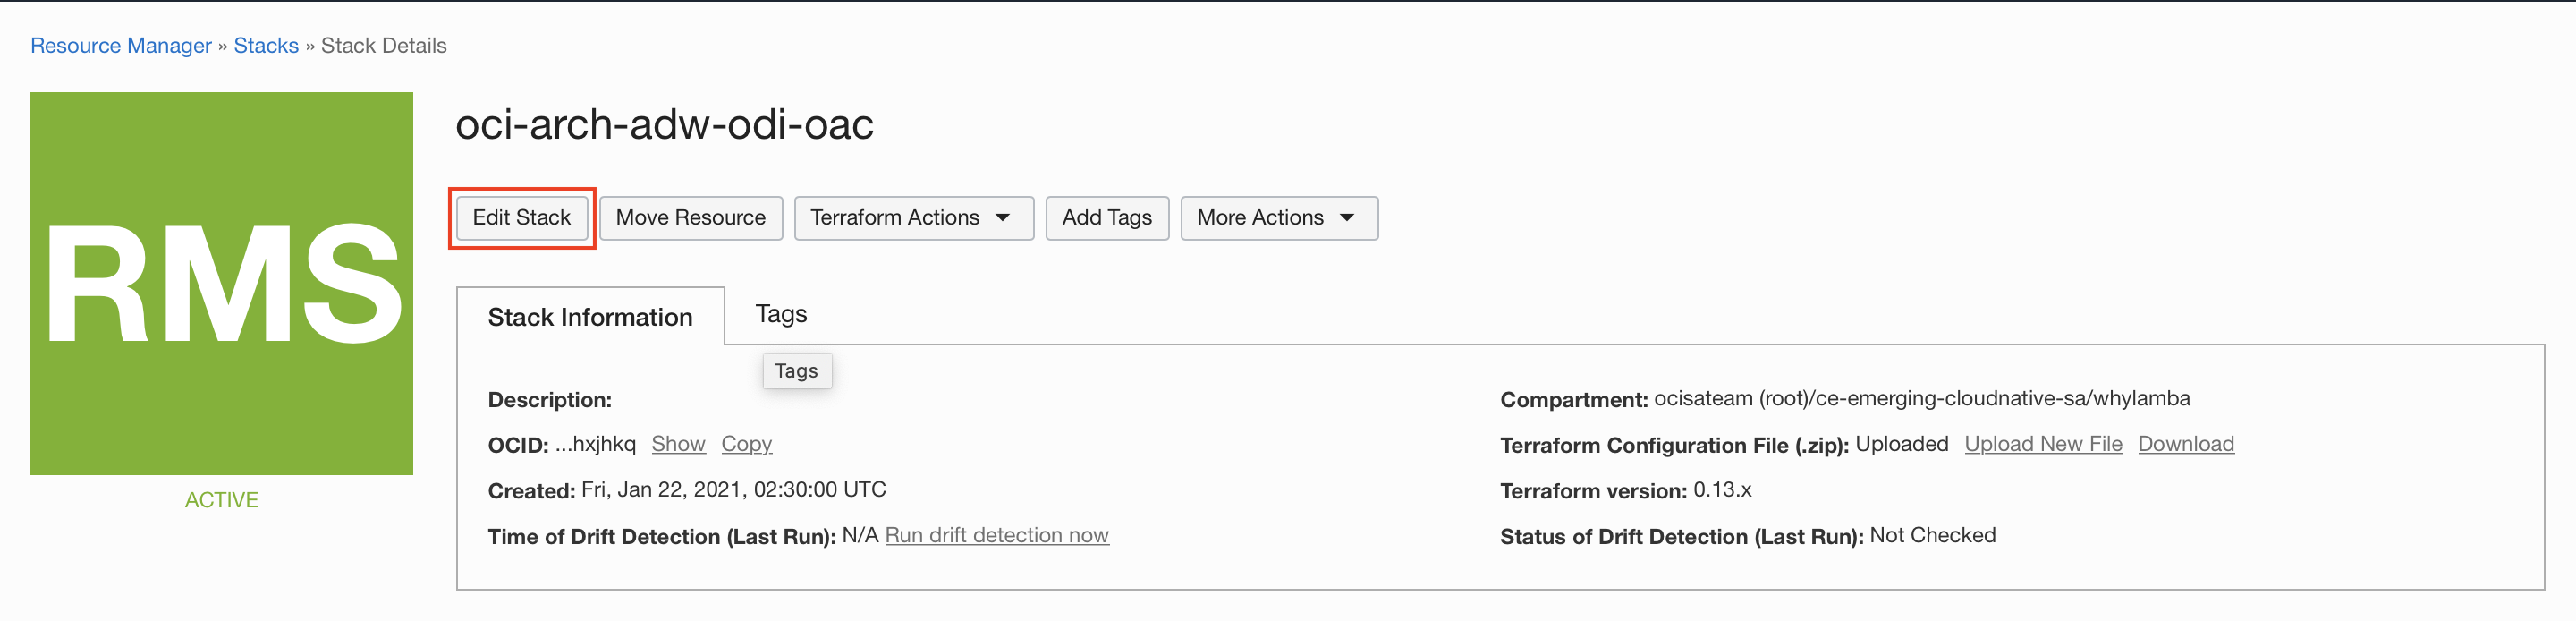 Resource Manager » Stacks » Stack Details
RMS
ACTIVE
oci-arch-adw-odi-oac
Edit Stack Move Resource Terraform Actions Add Tags More Actions
Stack Information Tags
Tags
Description:
OCID: ...hxjhkq Show Copy
Created: Fri, Jan 22, 2021, 02:30:00 UTC
Time of Drift Detection (Last Run): N/A Run drift detection now
Compartment: ocisateam (root)/ce-emerging-cloudnative-sa/whylamba
Terraform Configuration File (.zip): Uploaded Upload New File Download
Terraform version: 0.13.x
Status of Drift Detection (Last Run): Not Checked